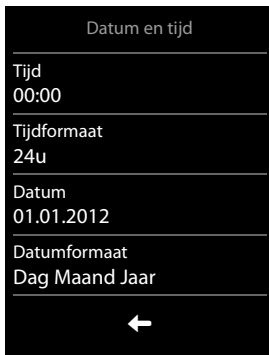 Datum en tijd
Tijd
00:00
Tijdformaat
24u
Datum
01.01.2012
Datumformaat
Dag Maand Jaar